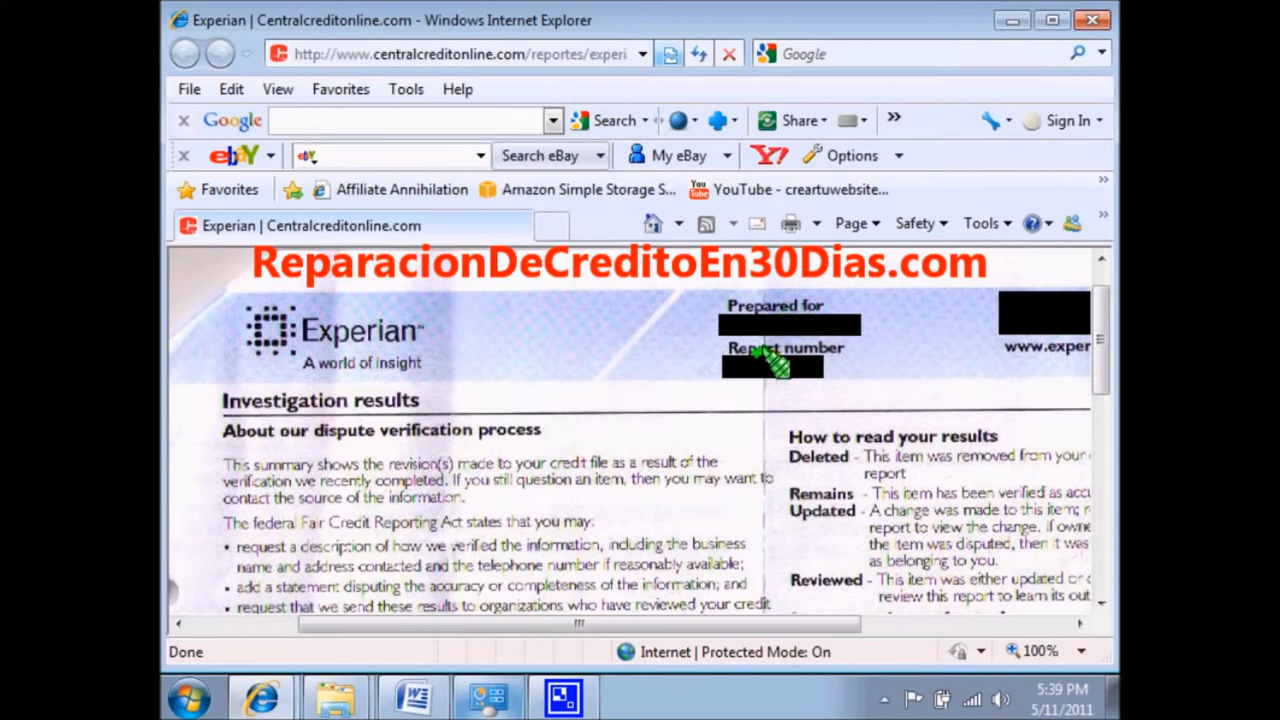 Experian | Centralcreditonline.com - Windows Internet Explorer
http://www.centralcreditonline.com/reportes/experi
Google
File Edit View Favorites Tools Help
Google Search Share Sign In
ebY ebY Search eBay My eBay Y! Options
Favorites Affiliate Annihilation Amazon Simple Storage S... You Tube YouTube - creartuwebsite...
Experian | Centralcreditonline.com Page Safety Tools
ReparacionDeCreditoEn30Dias.com
Experian™
A world of insight
Prepared for
Report number
www.exper
Investigation results
About our dispute verification process
This summary shows the revision(s) made to your credit file as a result of the
verification we recently completed. If you still question an item, then you may want to
contact the source of the information.
The federal Fair Credit Reporting Act states that you may:
• request a description of how we verified the information, including the business
name and address contacted and the telephone number if reasonably available;
• add a statement disputing the accuracy or completeness of the information; and
• request that we send these results to organizations who have reviewed your credit
How to read your results
Deleted - This item was removed from your
report
Remains - This item has been verified as accu
Updated - A change was made to this item; r
report to view the change. If owne
the item was disputed, then it was
as belonging to you.
Reviewed - This item was either updated or
review this report to learn its out
Done Internet | Protected Mode: On 100%
5:39 PM
5/11/2011